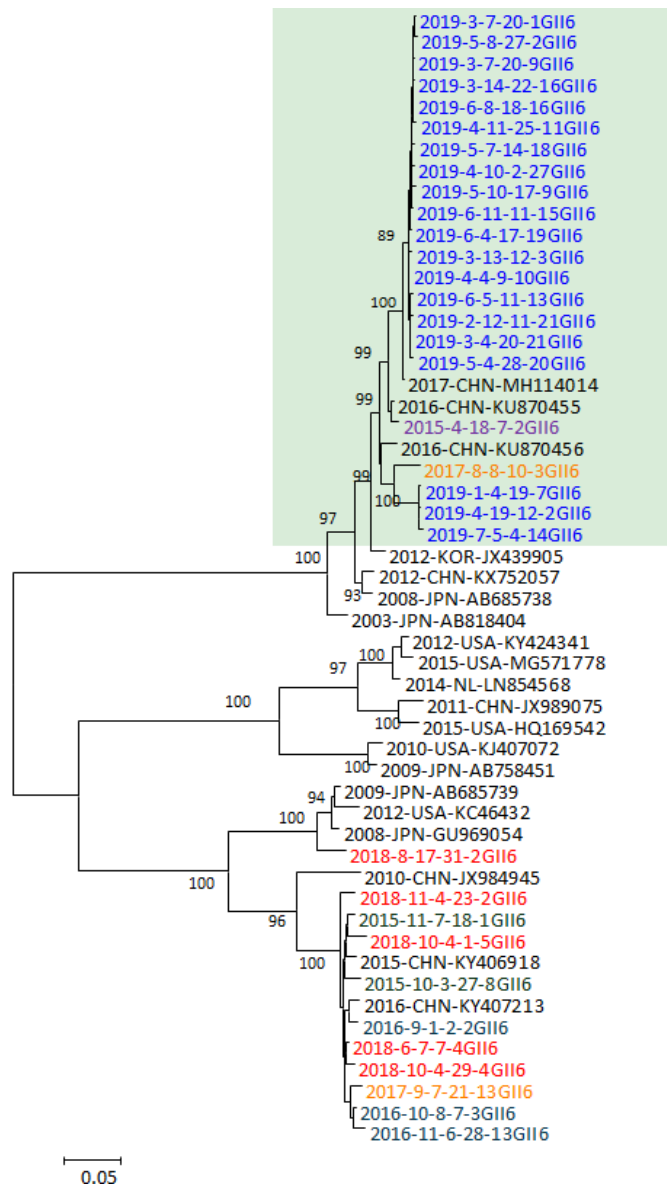 2019-3-7-20-1GII6
2019-5-8-27-2GII6
2019-3-7-20-9GII6
2019-3-14-22-16GII6
2019-6-8-18-16GII6
2019-4-11-25-11GII6
2019-5-7-14-18GII6
2019-4-10-2-27GII6
2019-5-10-17-9GII6
2019-6-11-11-15GII6
89
2019-6-4-17-19GII6
2019-3-13-12-3GII6
2019-4-4-9-10GII6
100
2019-6-5-11-13GII6
2019-2-12-11-21GII6
2019-3-4-20-21GII6
99
2019-5-4-28-20GII6
2017-CHN-MH114014
99
2016-CHN-KU870455
2015-4-18-7-2GII6
2016-CHN-KU870456
99
2017-8-8-10-3GII6
100
2019-1-4-19-7GII6
97
2019-4-19-12-2GII6
2019-7-5-4-14GII6
100
2012-KOR-JX439905
2012-CHN-KX752057
93
2008-JPN-AB685738
2003-JPN-AB818404
2012-USA-KY424341
97
100
2015-USA-MG571778
2014-NL-LN854568
100
2011-CHN-JX989075
100
2015-USA-HQ169542
2010-USA-KJ407072
100
2009-JPN-AB758451
2009-JPN-AB685739
94
2012-USA-KC46432
100
2008-JPN-GU969054
2018-8-17-31-2GII6
100
2010-CHN-JX984945
2018-11-4-23-2GII6
96
2015-11-7-18-1GII6
2018-10-4-1-5GII6
100
2015-CHN-KY406918
2015-10-3-27-8GII6
2016-CHN-KY407213
2016-9-1-2-2GII6
2018-6-7-7-4GII6
2018-10-4-29-4GII6
2017-9-7-21-13GII6
2016-10-8-7-3GII6
2016-11-6-28-13GII6
0.05